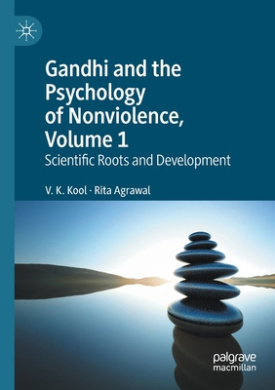 Gandhi and the
Psychology
of Nonviolence,
Volume 1
Scientific Roots and Development
V. K. Kool · Rita Agrawal
palgrave
macmillan